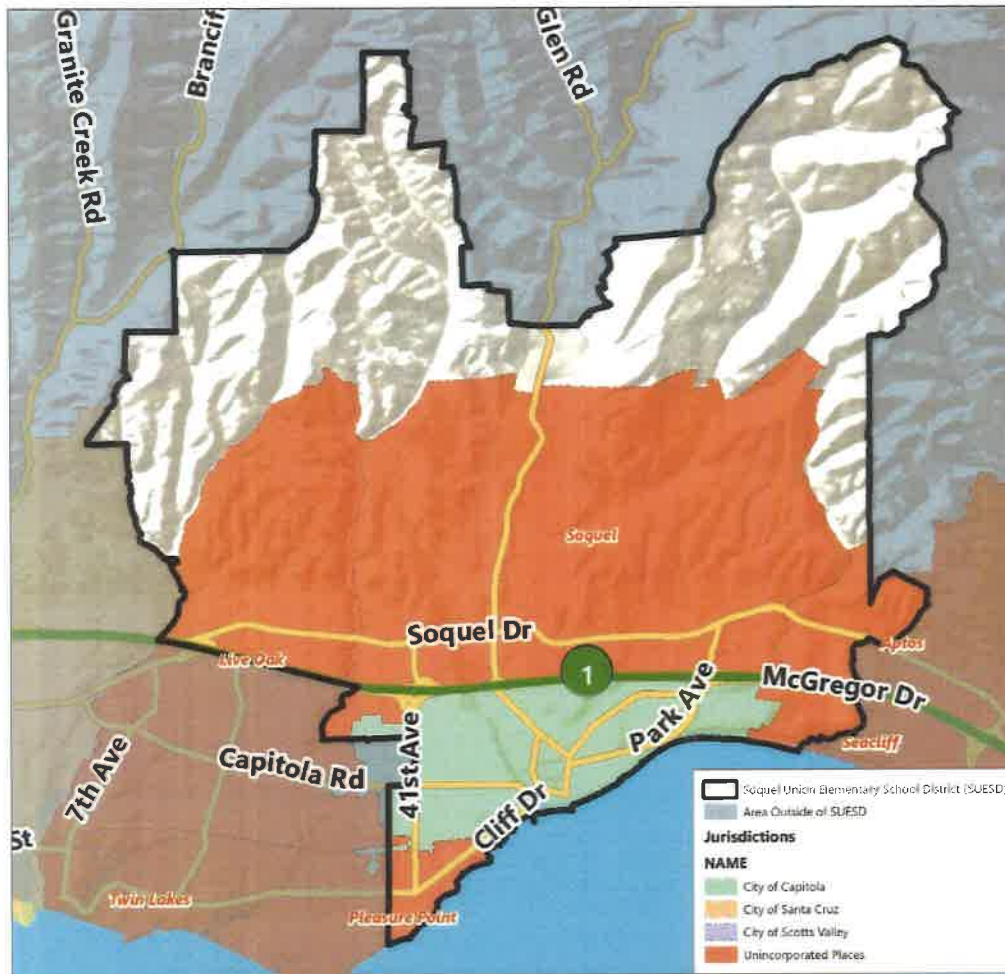 Granite Creek Rd
Brancif
Glen Rd
Soquel
Soquel Dr
Live Oak
Aptos
1
McGregor Dr
Park Ave
Seacliff
Capitola Rd
41st Ave
7th Ave
Cliff Dr
St
Twin Lakes
Pleasure Point
Soquel Union Elementary School District (SUESD)
Area Outside of SUESD
Jurisdictions
NAME
City of Capitola
City of Santa Cruz
City of Scotts Valley
Unincorporated Places